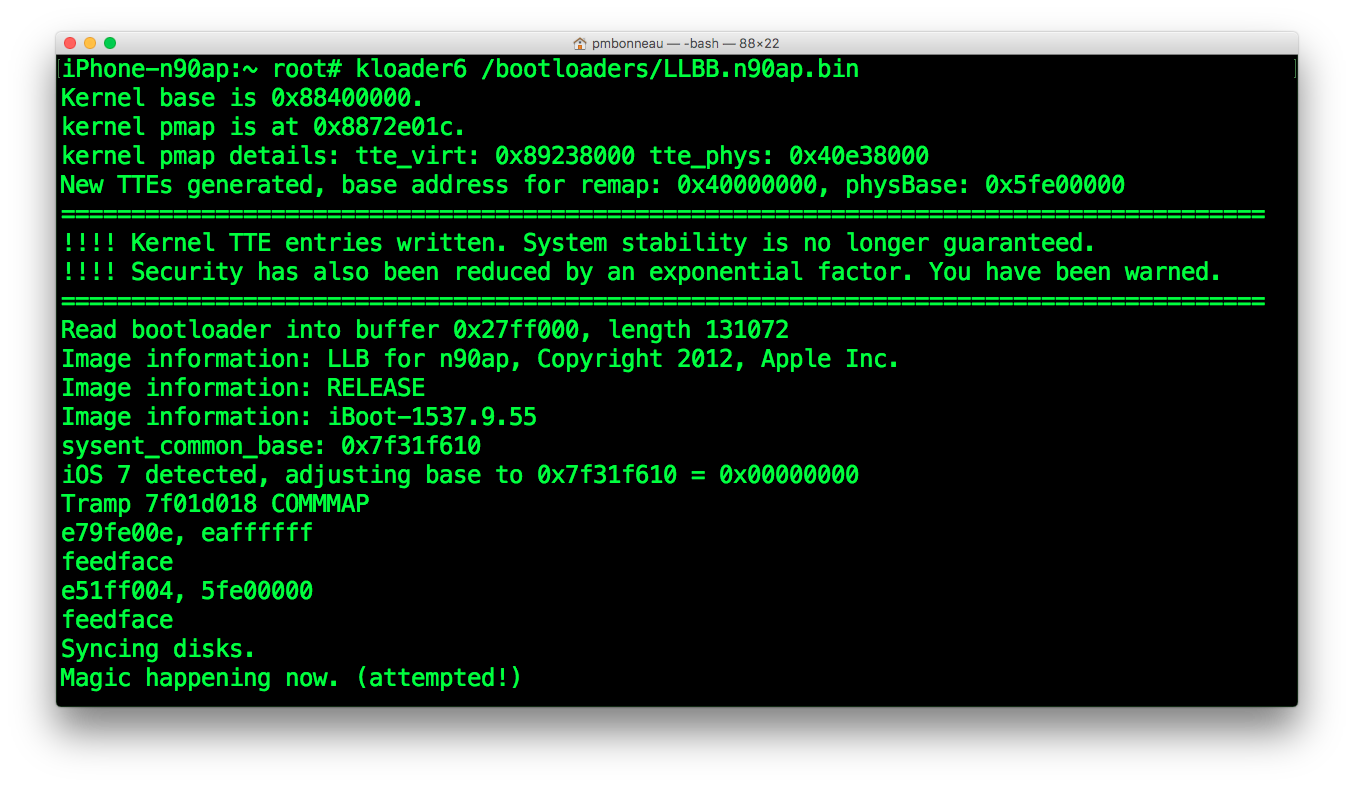 pmbonneau — -bash — 88×22
iPhone-n90ap:~ root# kloader6 /bootloaders/LLBB.n90ap.bin
Kernel base is 0x88400000.
kernel pmap is at 0x8872e01c.
kernel pmap details: tte_virt: 0x89238000 tte_phys: 0x40e38000
New TTEs generated, base address for remap: 0x40000000, physBase: 0x5fe00000
======================================================================================
!!!! Kernel TTE entries written. System stability is no longer guaranteed.
!!!! Security has also been reduced by an exponential factor. You have been warned.
======================================================================================
Read bootloader into buffer 0x27ff000, length 131072
Image information: LLB for n90ap, Copyright 2012, Apple Inc.
Image information: RELEASE
Image information: iBoot-1537.9.55
sysent_common_base: 0x7f31f610
iOS 7 detected, adjusting base to 0x7f31f610 = 0x00000000
Tramp 7f01d018 COMMMAP
e79fe00e, eaffffff
feedface
e51ff004, 5fe00000
feedface
Syncing disks.
Magic happening now. (attempted!)